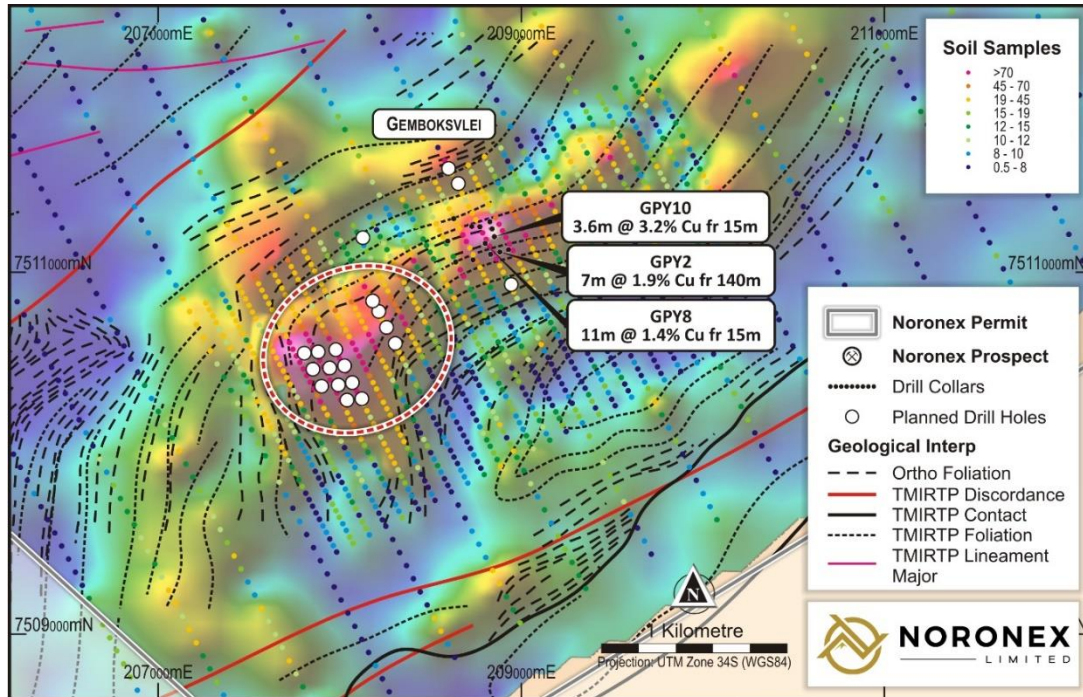 207000mE
209000mE
211000mE
GEMBOKSVLEI
GPY10
3.6m @ 3.2% Cu fr 15m
GPY2
7m @ 1.9% Cu fr 140m
GPY8
11m @ 1.4% Cu fr 15m
Soil Samples
>70
45 - 70
19 - 45
15 - 19
12 - 15
10 - 12
8 - 10
0.5 - 8
7511000mN
7511000mN
Noronex Permit
Noronex Prospect
Drill Collars
Planned Drill Holes
Geological Interp
Ortho Foliation
TMIRTP Discordance
TMIRTP Contact
TMIRTP Foliation
TMIRTP Lineament
Major
7509000mN
N
1 Kilometre
Projection: UTM Zone 34S (WGS84)
207000mE
209000mE
NORONEX
LIMITED